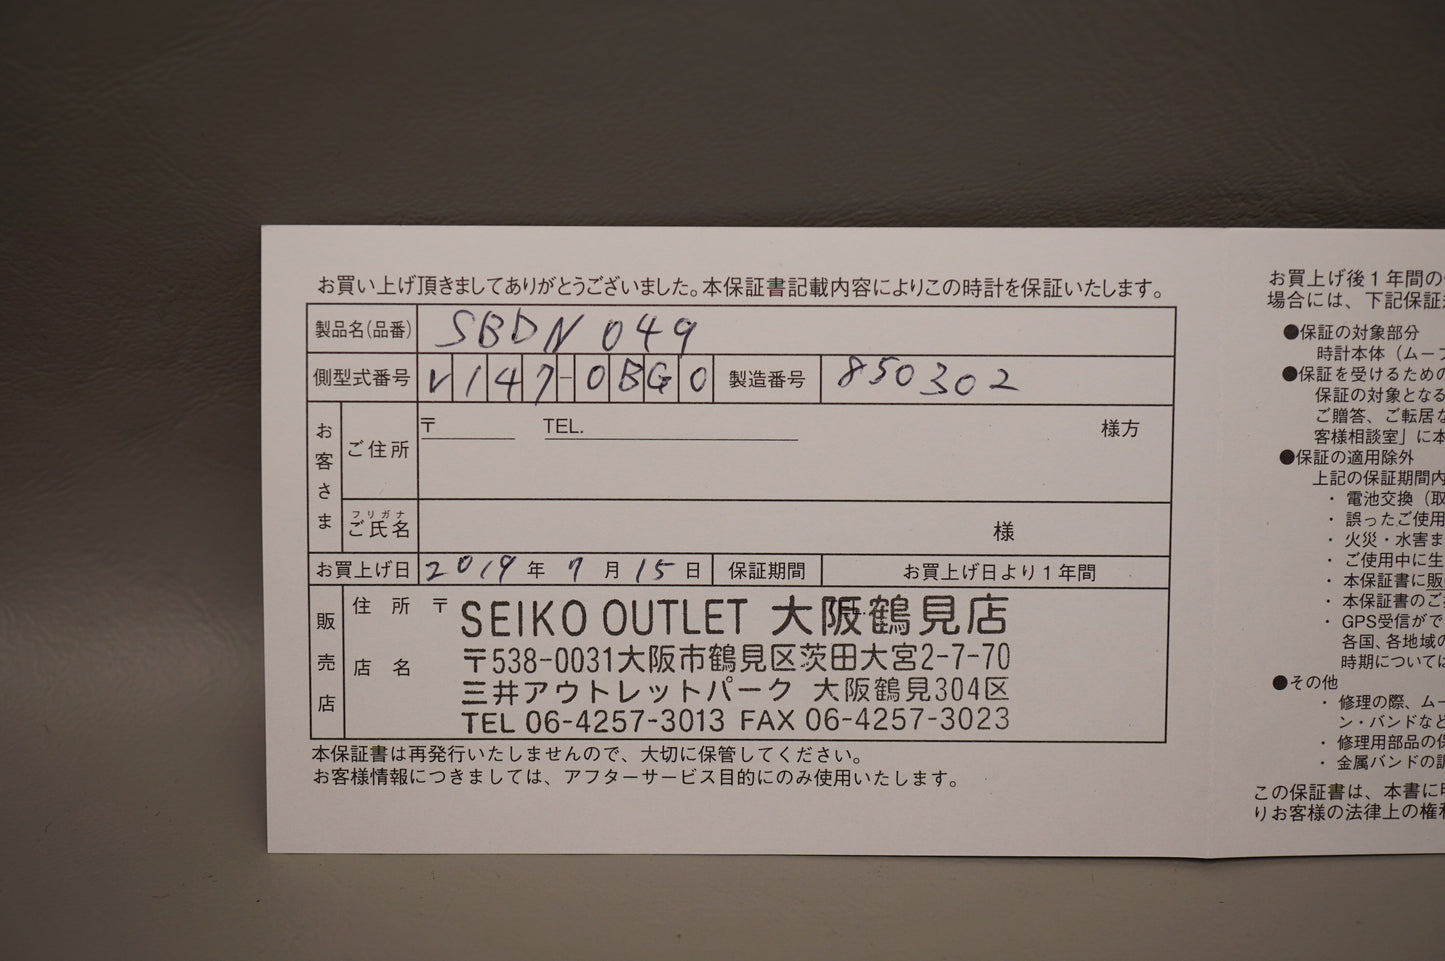 お買い上げ頂きましてありがとうございました。本保証書記載内容によりこの時計を保証いたします。
製品名(品番) SBDN 049
側型式番号 V147-0BG0 製造番号 850302
お客さま
ご住所 〒 TEL. 様方
フリガナ
ご氏名 様
お買上げ日 2019 年 7 月 15 日 保証期間 お買上げ日より1年間
販売店
住所 〒 TEL.
店名
SEIKO OUTLET 大阪鶴見店
〒538-0031大阪市鶴見区茨田大宮2-7-70
三井アウトレットパーク 大阪鶴見304区
TEL 06-4257-3013 FAX 06-4257-3023
本保証書は再発行いたしませんので、大切に保管してください。
お客様情報につきましては、アフターサービス目的にのみ使用いたします。
お買上げ後1年間の
場合には、下記保証
●保証の対象部分
時計本体(ムーブ
●保証を受けるための
保証の対象となる
ご贈答、ご転居な
客様相談室」に本
●保証の適用除外
上記の保証期間内
・電池交換(取
・誤ったご使用
・火災・水害ま
・ご使用中に生
・本保証書に販
・本保証書のご
・GPS受信がで
各国、各地域の
時期については
●その他
・修理の際、ムー
ン・バンドなど
・修理用部品の保
・金属バンドの調
この保証書は、本書に明
りお客様の法律上の権利